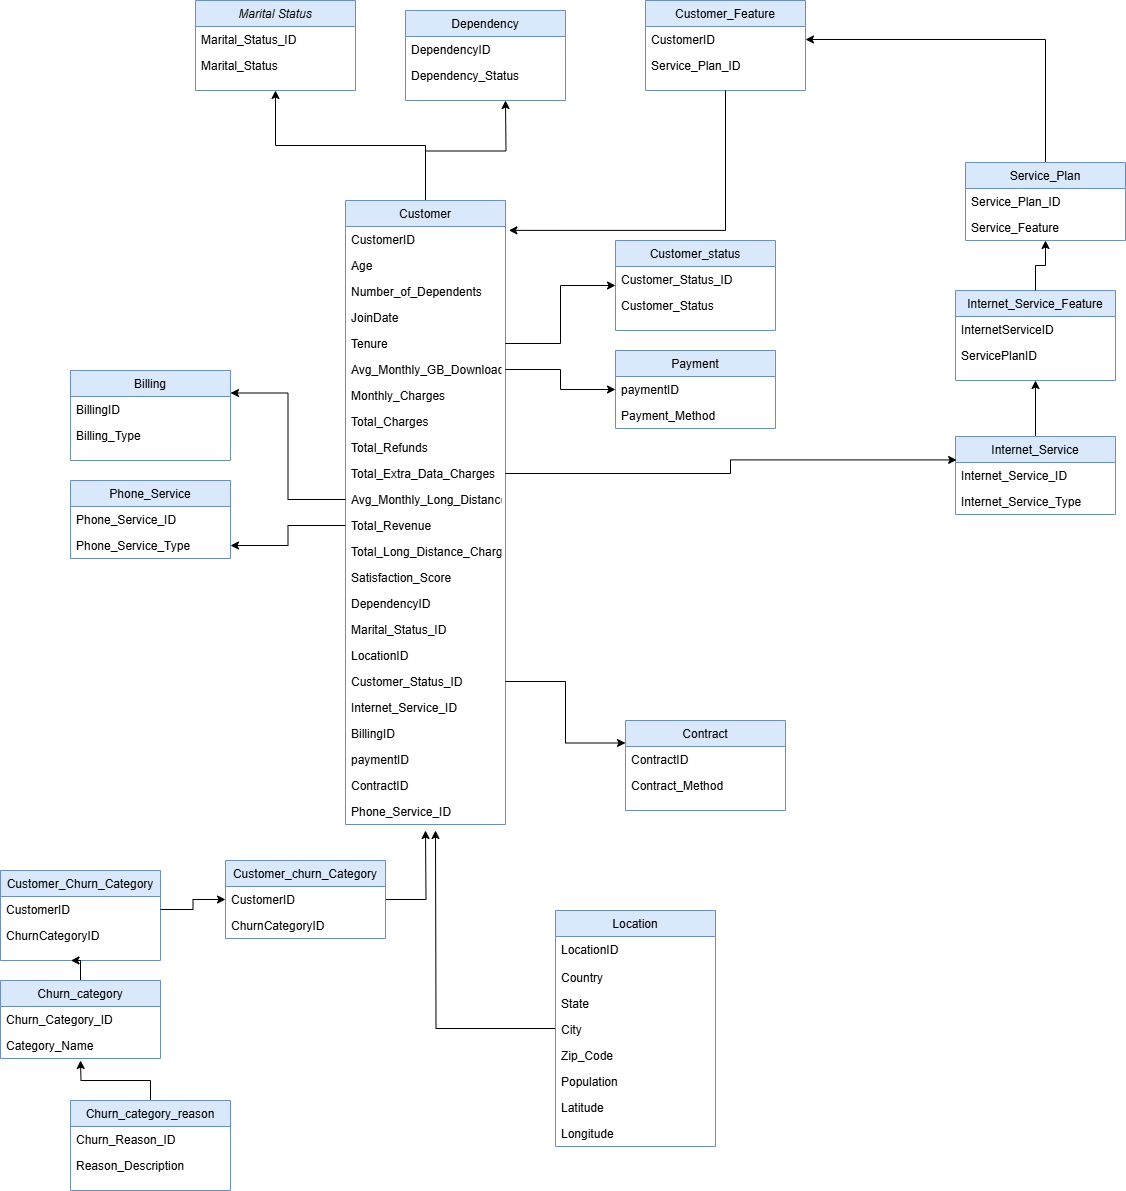 Marital Status
Marital_Status_ID
Marital_Status
Dependency
DependencyID
Dependency_Status
Customer_Feature
CustomerID
Service_Plan_ID
Service_Plan
Service_Plan_ID
Service_Feature
Customer
CustomerID
Age
Number_of_Dependents
JoinDate
Tenure
Avg_Monthly_GB_Downloac
Monthly_Charges
Total_Charges
Total_Refunds
Total_Extra_Data_Charges
Avg_Monthly_Long_Distanc
Total_Revenue
Total_Long_Distance_Charg
Satisfaction_Score
DependencyID
Marital_Status_ID
LocationID
Customer_Status_ID
Internet_Service_ID
BillingID
paymentID
ContractID
Phone_Service_ID
Customer_status
Customer_Status_ID
Customer_Status
Payment
paymentID
Payment_Method
Internet_Service_Feature
InternetServiceID
ServicePlanID
Internet_Service
Internet_Service_ID
Internet_Service_Type
Billing
BillingID
Billing_Type
Phone_Service
Phone_Service_ID
Phone_Service_Type
Contract
ContractID
Contract_Method
Customer_Churn_Category
CustomerID
ChurnCategoryID
Customer_churn_Category
CustomerID
ChurnCategoryID
Churn_category
Churn_Category_ID
Category_Name
Churn_category_reason
Churn_Reason_ID
Reason_Description
Location
LocationID
Country
State
City
Zip_Code
Population
Latitude
Longitude